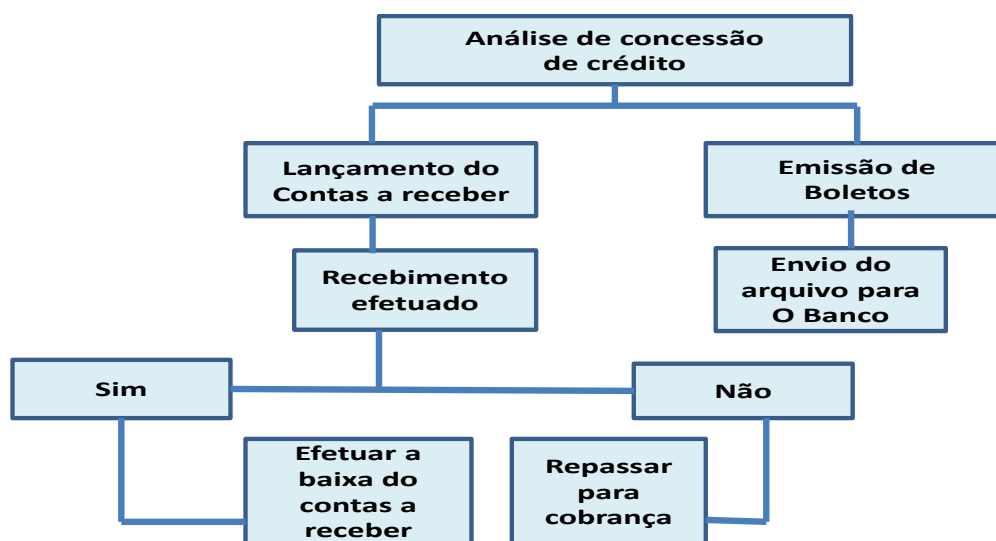 Análise de concessão
de crédito
Lançamento do
Contas a receber
Emissão de
Boletos
Recebimento
efetuado
Envio do
arquivo para
O Banco
Sim
Não
Efetuar a
baixa do
contas a
receber
Repassar
para
cobrança